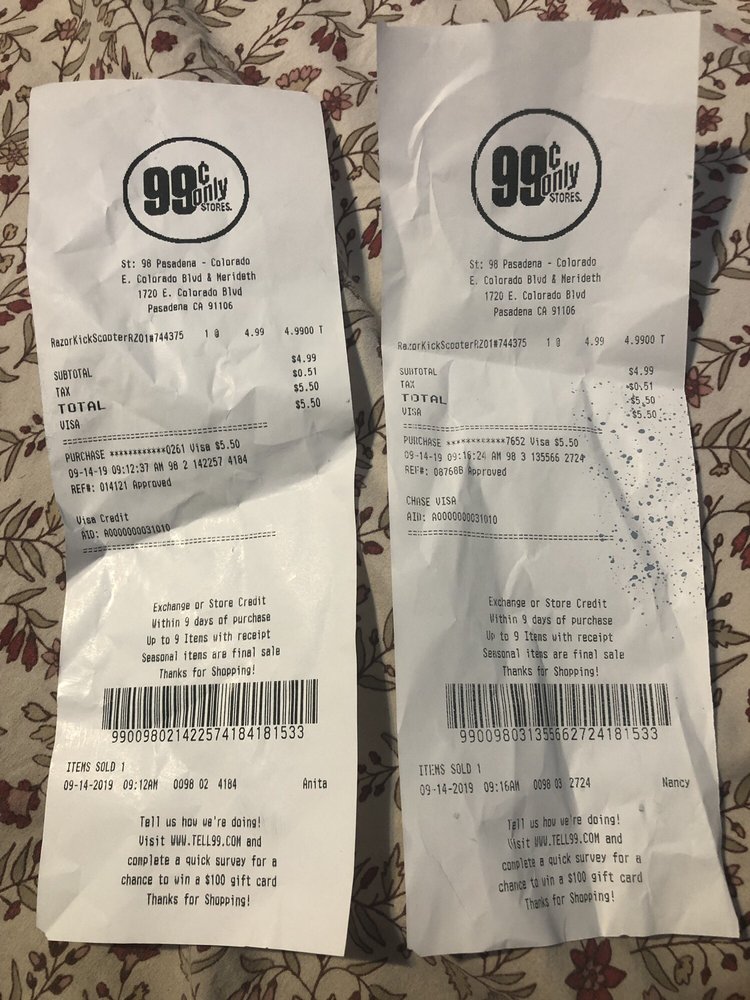 99¢ only
STORES.
St: 98 Pasadena - Colorado
E. Colorado Blvd & Merideth
1720 E. Colorado Blvd
Pasadena CA 91106
RazorKickScooterRZ01#744375 1 @ 4.99 4.9900 T
SUBTOTAL $4.99
TAX $0.51
TOTAL $5.50
VISA $5.50
PURCHASE ************0261 Visa $5.50
09-14-19 09:12:37 AM 98 2 142257 4184
REF#: 014121 Approved
Visa Credit
AID: A0000000031010
Exchange or Store Credit
Within 9 days of purchase
Up to 9 Items with receipt
Seasonal items are final sale
Thanks for Shopping!
990098021422574184181533
ITEMS SOLD 1
09-14-2019 09:12AM 0098 02 4184 Anita
Tell us how we're doing!
Visit WWW.TELL99.COM and
complete a quick survey for a
chance to win a $100 gift card
Thanks for Shopping!
99¢ only
STORES.
St: 98 Pasadena - Colorado
E. Colorado Blvd & Merideth
1720 E. Colorado Blvd
Pasadena CA 91106
RazorKickScooterRZ01#744375 1 @ 4.99 4.9900 T
SUBTOTAL $4.99
TAX $0.51
TOTAL $5.50
VISA $5.50
PURCHASE ************7652 Visa $5.50
09-14-19 09:16:24 AM 98 3 135566 2724
REF#: 08768B Approved
CHASE VISA
AID: A0000000031010
Exchange or Store Credit
Within 9 days of purchase
Up to 9 Items with receipt
Seasonal items are final sale
Thanks for Shopping!
990098031355662724181533
ITEMS SOLD 1
09-14-2019 09:16AM 0098 03 2724 Nancy
Tell us how we're doing!
Visit WWW.TELL99.COM and
complete a quick survey for a
chance to win a $100 gift card
Thanks for Shopping!